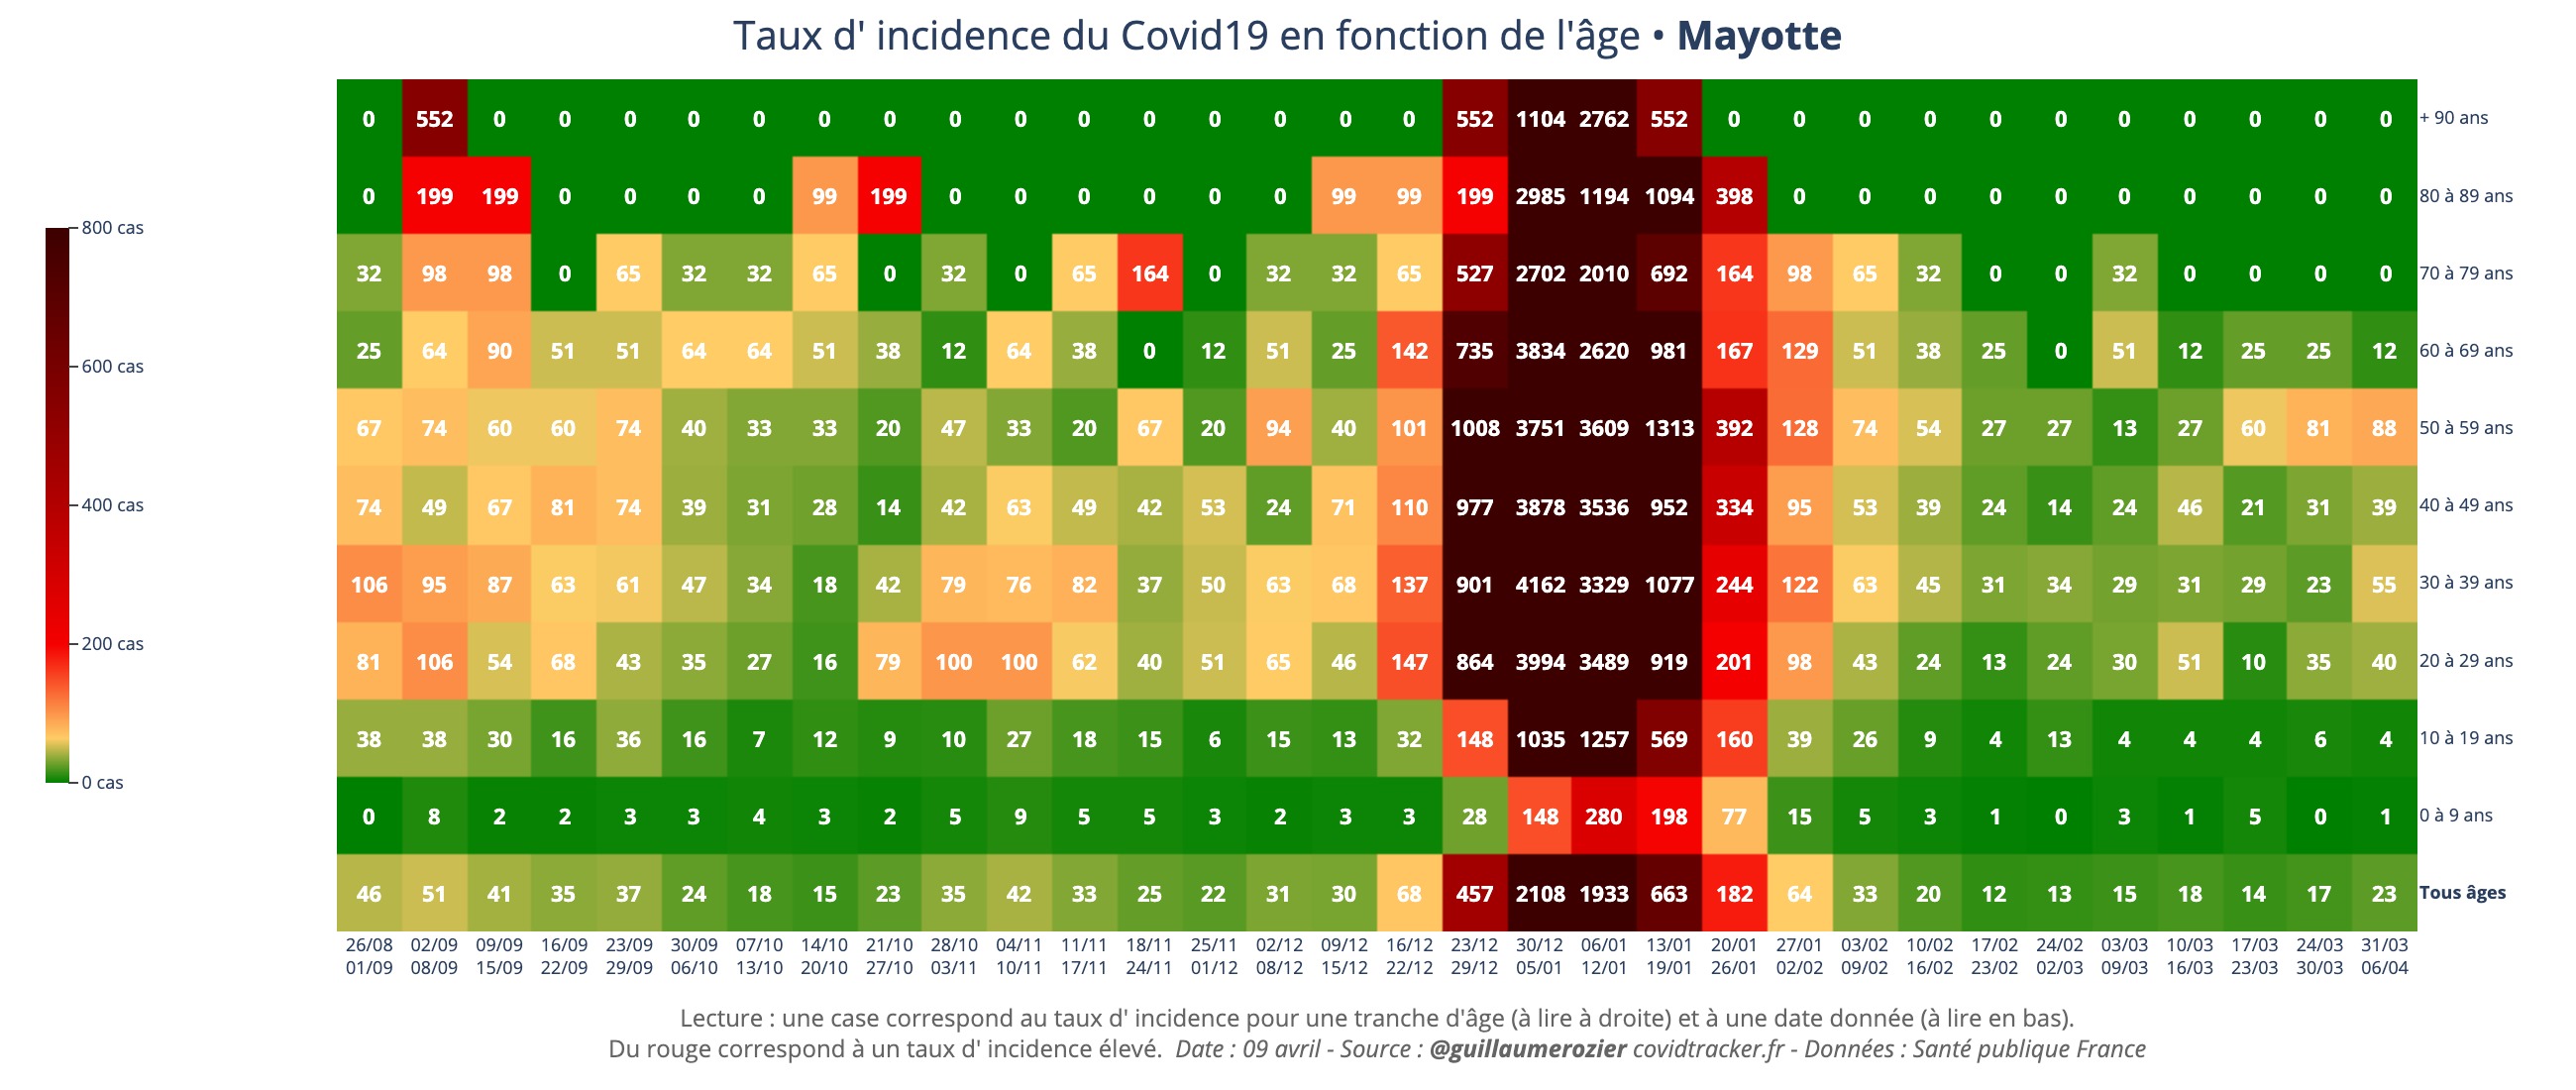 Taux d' incidence du Covid19 en fonction de l'âge • Mayotte
800 cas
600 cas
400 cas
200 cas
0 cas
0 552 0 0 0 0 0 0 0 0 0 0 0 0 0 0 0 552 1104 2762 552 0 0 0 0 0 0 0 0 0 0 0 + 90 ans
0 199 199 0 0 0 0 99 199 0 0 0 0 0 0 99 99 199 2985 1194 1094 398 0 0 0 0 0 0 0 0 0 0 80 à 89 ans
32 98 98 0 65 32 32 65 0 32 0 65 164 0 32 32 65 527 2702 2010 692 164 98 65 32 0 0 32 0 0 0 0 70 à 79 ans
25 64 90 51 51 64 64 51 38 12 64 38 0 12 51 25 142 735 3834 2620 981 167 129 51 38 25 0 51 12 25 25 12 60 à 69 ans
67 74 60 60 74 40 33 33 20 47 33 20 67 20 94 40 101 1008 3751 3609 1313 392 128 74 54 27 27 13 27 60 81 88 50 à 59 ans
74 49 67 81 74 39 31 28 14 42 63 49 42 53 24 71 110 977 3878 3536 952 334 95 53 39 24 14 24 46 21 31 39 40 à 49 ans
106 95 87 63 61 47 34 18 42 79 76 82 37 50 63 68 137 901 4162 3329 1077 244 122 63 45 31 34 29 31 29 23 55 30 à 39 ans
81 106 54 68 43 35 27 16 79 100 100 62 40 51 65 46 147 864 3994 3489 919 201 98 43 24 13 24 30 51 10 35 40 20 à 29 ans
38 38 30 16 36 16 7 12 9 10 27 18 15 6 15 13 32 148 1035 1257 569 160 39 26 9 4 13 4 4 4 6 4 10 à 19 ans
0 8 2 2 3 3 4 3 2 5 9 5 5 3 2 3 3 28 148 280 198 77 15 5 3 1 0 3 1 5 0 1 0 à 9 ans
46 51 41 35 37 24 18 15 23 35 42 33 25 22 31 30 68 457 2108 1933 663 182 64 33 20 12 13 15 18 14 17 23 Tous âges
26/08 02/09 09/09 16/09 23/09 30/09 07/10 14/10 21/10 28/10 04/11 11/11 18/11 25/11 02/12 09/12 16/12 23/12 30/12 06/01 13/01 20/01 27/01 03/02 10/02 17/02 24/02 03/03 10/03 17/03 24/03 31/03
01/09 08/09 15/09 22/09 29/09 06/10 13/10 20/10 27/10 03/11 10/11 17/11 24/11 01/12 08/12 15/12 22/12 29/12 05/01 12/01 19/01 26/01 02/02 09/02 16/02 23/02 02/03 09/03 16/03 23/03 30/03 06/04
Lecture : une case correspond au taux d' incidence pour une tranche d'âge (à lire à droite) et à une date donnée (à lire en bas).
Du rouge correspond à un taux d' incidence élevé. Date : 09 avril - Source : @guillaumerozier covidtracker.fr - Données : Santé publique France